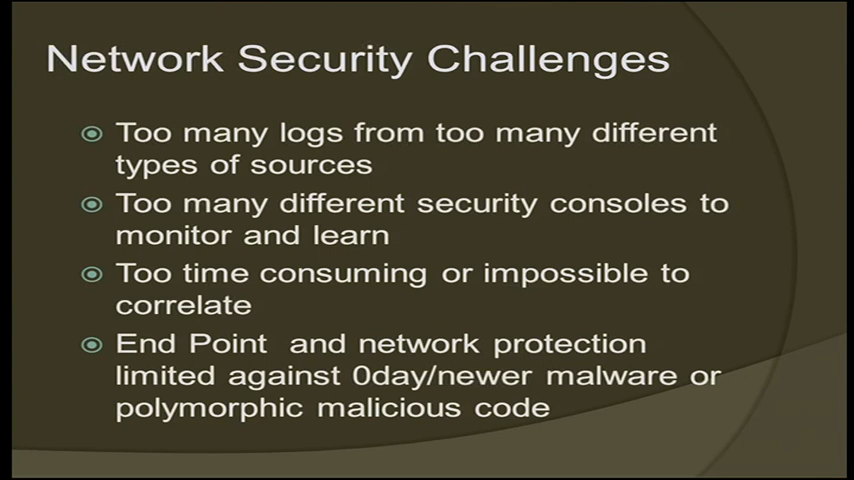 Network Security Challenges
Too many logs from too many different
types of sources
Too many different security consoles to
monitor and learn
Too time consuming or impossible to
correlate
End Point and network protection
limited against 0day/newer malware or
polymorphic malicious code